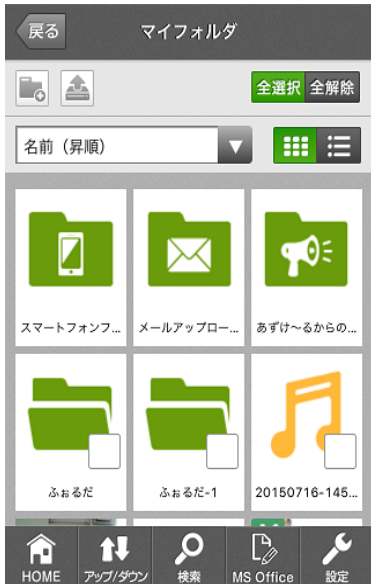 戻る
マイフォルダ
全選択 全解除
名前（昇順）
スマートフォンフ...
メールアップロー...
あずけ〜るからの...
ふぉるだ
ふぉるだ-1
20150716-145...
HOME
アップ/ダウン
検索
MS Office
設定